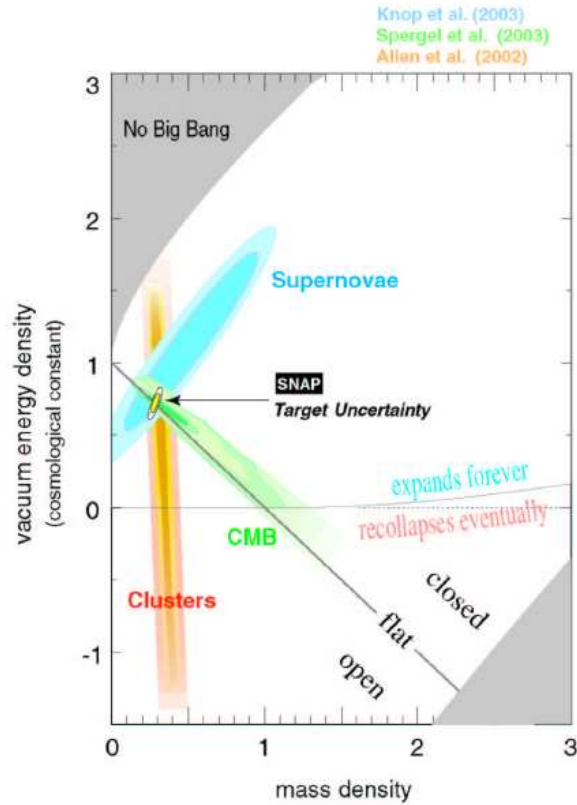 Knop et al. (2003)
Spergel et al. (2003)
Allen et al. (2002)
3
No Big Bang
2
Supernovae
1
SNAP
Target Uncertainty
vacuum energy density
(cosmological constant)
expands forever
0
recollapses eventually
CMB
Clusters
closed
flat
-1
open
0 1 2 3
mass density